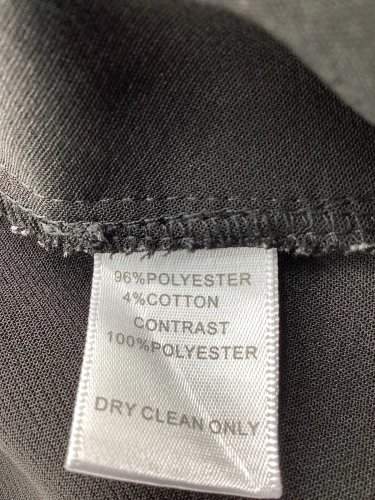 96%POLYESTER
4%COTTON
CONTRAST
100%POLYESTER
DRY CLEAN ONLY